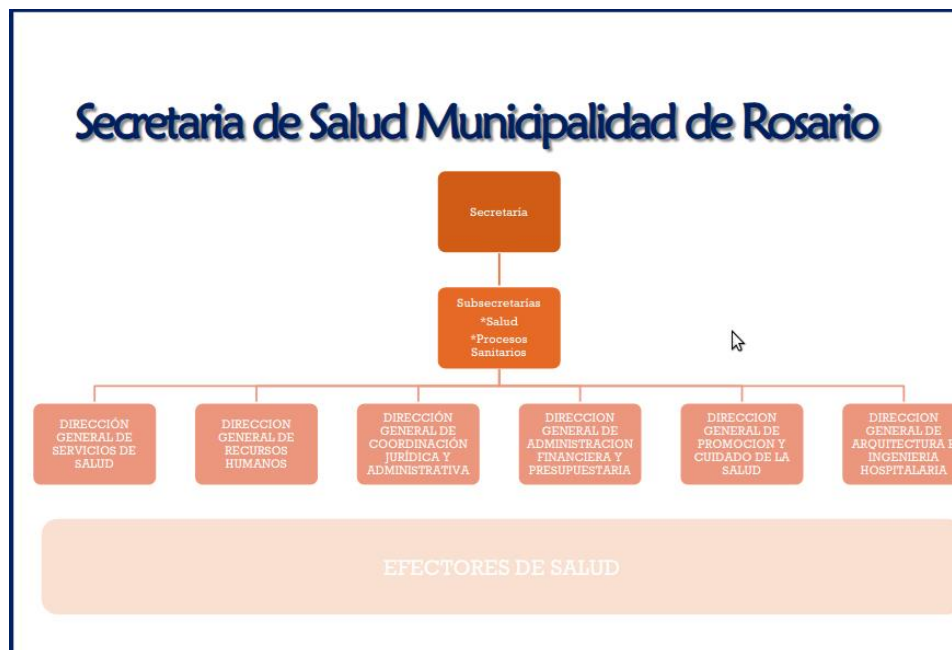 Secretaria de Salud Municipalidad de Rosario
Secretaría
Subsecretarías
*Salud
*Procesos
Sanitarios
DIRECCIÓN
GENERAL DE
SERVICIOS DE
SALUD
DIRECCION
GENERAL DE
RECURSOS
HUMANOS
DIRECCIÓN
GENERAL DE
COORDINACIÓN
JURÍDICA Y
ADMINISTRATIVA
DIRECCION
GENERAL DE
ADMINISTRACION
FINANCIERA Y
PRESUPUESTARIA
DIRECCION
GENERAL DE
PROMOCION Y
CUIDADO DE LA
SALUD
DIRECCION
GENERAL DE
ARQUITECTURA E
INGENIERIA
HOSPITALARIA
EFECTORES DE SALUD